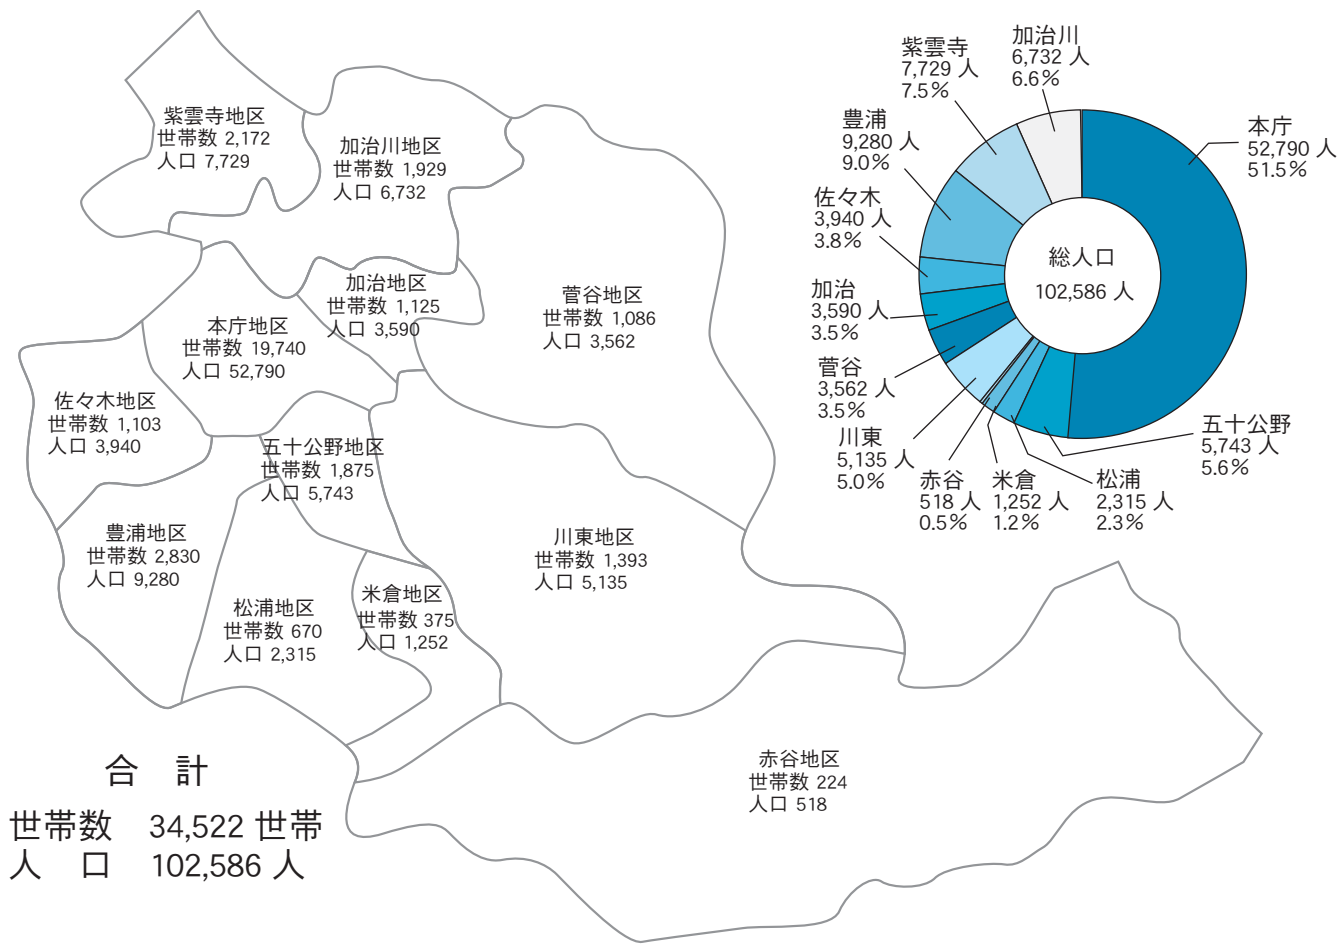 紫雲寺地区
世帯数 2,172
人口 7,729
加治川地区
世帯数 1,929
人口 6,732
加治地区
世帯数 1,125
人口 3,590
菅谷地区
世帯数 1,086
人口 3,562
本庁地区
世帯数 19,740
人口 52,790
佐々木地区
世帯数 1,103
人口 3,940
五十公野地区
世帯数 1,875
人口 5,743
豊浦地区
世帯数 2,830
人口 9,280
川東地区
世帯数 1,393
人口 5,135
松浦地区
世帯数 670
人口 2,315
米倉地区
世帯数 375
人口 1,252
赤谷地区
世帯数 224
人口 518
合 計
世帯数 34,522 世帯
人 口 102,586 人
総人口
102,586 人
本庁
52,790 人
51.5%
五十公野
5,743 人
5.6%
松浦
2,315 人
2.3%
米倉
1,252 人
1.2%
赤谷
518 人
0.5%
川東
5,135 人
5.0%
菅谷
3,562 人
3.5%
加治
3,590 人
3.5%
佐々木
3,940 人
3.8%
豊浦
9,280 人
9.0%
紫雲寺
7,729 人
7.5%
加治川
6,732 人
6.6%